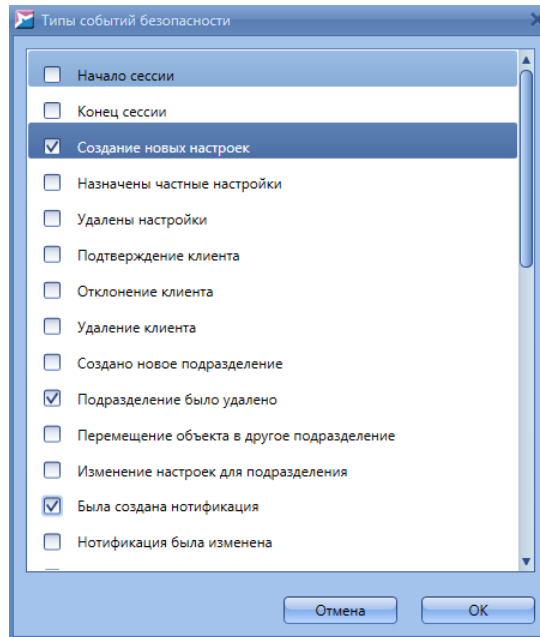 Типы событий безопасности
Начало сессии
Конец сессии
Создание новых настроек
Назначены частные настройки
Удалены настройки
Подтверждение клиента
Отклонение клиента
Удаление клиента
Создано новое подразделение
Подразделение было удалено
Перемещение объекта в другое подразделение
Изменение настроек для подразделения
Была создана нотификация
Нотификация была изменена
Отмена
ОК